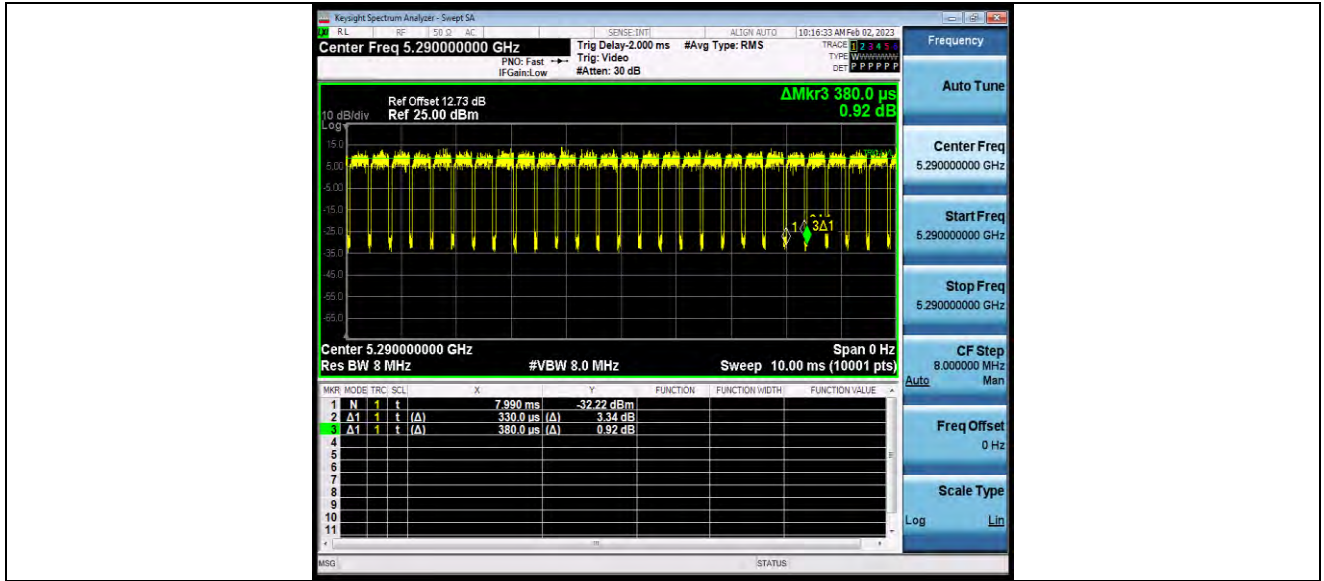 Keysight Spectrum Analyzer - Swept SA
RL RF 50 Ω AC SENSE:INT ALIGN AUTO 10:16:33 AM Feb 02, 2023
Center Freq 5.290000000 GHz
PNO: Fast
IFGain:Low
Trig Delay-2.000 ms
Trig: Video
#Atten: 30 dB
#Avg Type: RMS
TRACE 1 2 3 4 5 6
TYPE WWWWWW
DET P P P P P P
ΔMkr3 380.0 µs
0.92 dB
Ref Offset 12.73 dB
10 dB/div Ref 25.00 dBm
Log
15.0
5.00
-5.00
-15.0
-25.0
-35.0
-45.0
-55.0
-65.0
1 3Δ1
Center 5.290000000 GHz Span 0 Hz
Res BW 8 MHz #VBW 8.0 MHz Sweep 10.00 ms (10001 pts)
MKR MODE TRC SCL X Y FUNCTION FUNCTION WIDTH FUNCTION VALUE
1 N 1 t 7.990 ms -32.22 dBm
2 Δ1 1 t (Δ) 330.0 µs (Δ) 3.34 dB
3 Δ1 1 t (Δ) 380.0 µs (Δ) 0.92 dB
4
5
6
7
8
9
10
11
MSG STATUS
Frequency
Auto Tune
Center Freq
5.290000000 GHz
Start Freq
5.290000000 GHz
Stop Freq
5.290000000 GHz
CF Step
8.000000 MHz
Auto Man
Freq Offset
0 Hz
Scale Type
Log Lin